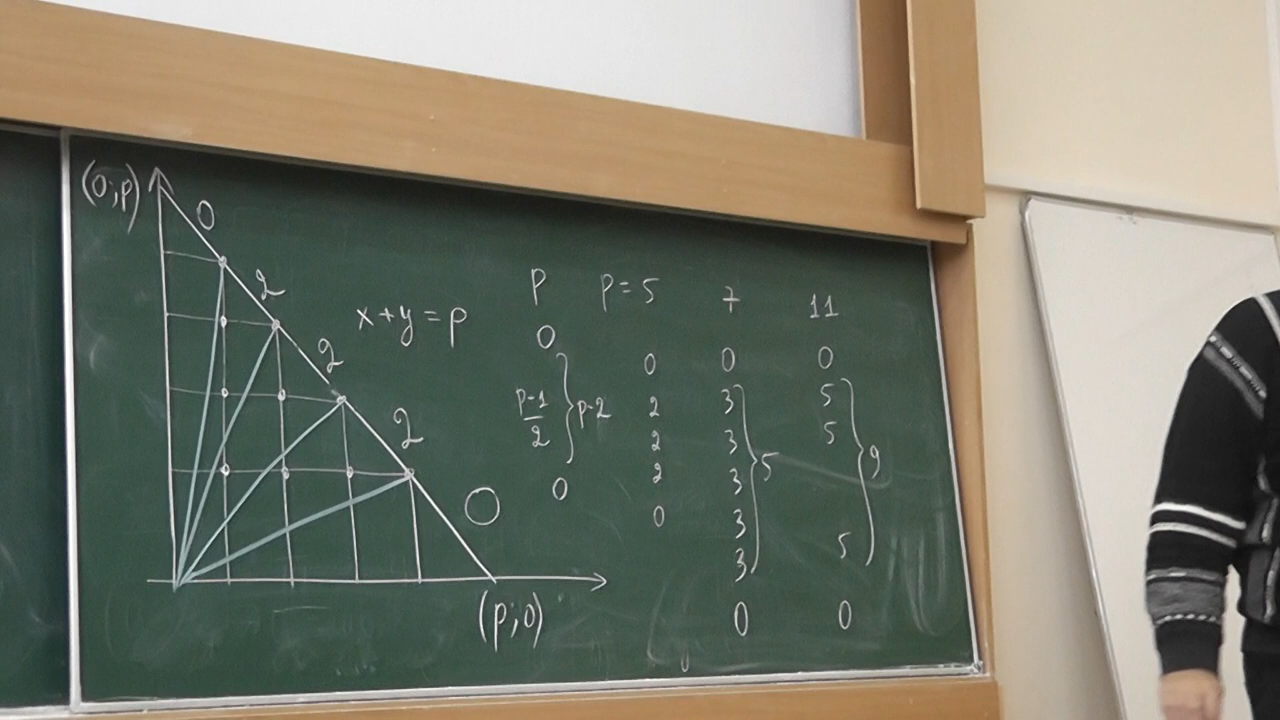 (0;p)
0
2
2
2
0
x+y=p
(p;0)
p p=5 7 11
0 0 0 0
p-1/2 } p-2 2 3 5
2 3 5
2 3 } 5 } 9
0 0 3
3 5
0 0